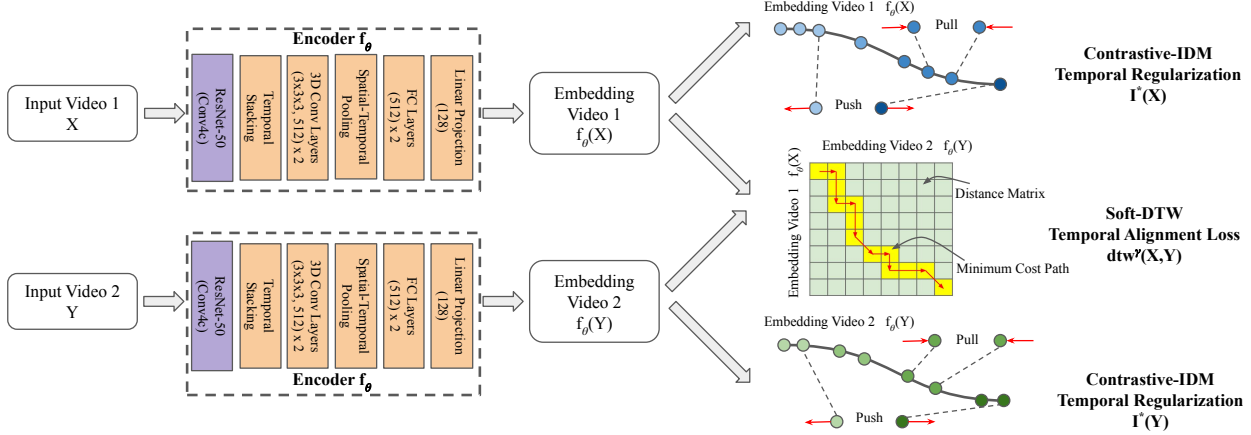 Input Video 1
X
Encoder fθ
ResNet-50
(Conv4c)
Temporal
Stacking
3D Conv Layers
(3x3x3, 512) x 2
Spatial-Temporal
Pooling
FC Layers
(512) x 2
Linear Projection
(128)
Embedding
Video 1
fθ(X)
Embedding Video 1 fθ(X)
Pull
Push
Contrastive-IDM
Temporal Regularization
I*(X)
Embedding Video 2 fθ(Y)
Embedding Video 1 fθ(X)
Distance Matrix
Minimum Cost Path
Soft-DTW
Temporal Alignment Loss
dtwγ(X,Y)
Input Video 2
Y
ResNet-50
(Conv4c)
Temporal
Stacking
3D Conv Layers
(3x3x3, 512) x 2
Spatial-Temporal
Pooling
FC Layers
(512) x 2
Linear Projection
(128)
Encoder fθ
Embedding
Video 2
fθ(Y)
Embedding Video 2 fθ(Y)
Pull
Push
Contrastive-IDM
Temporal Regularization
I*(Y)